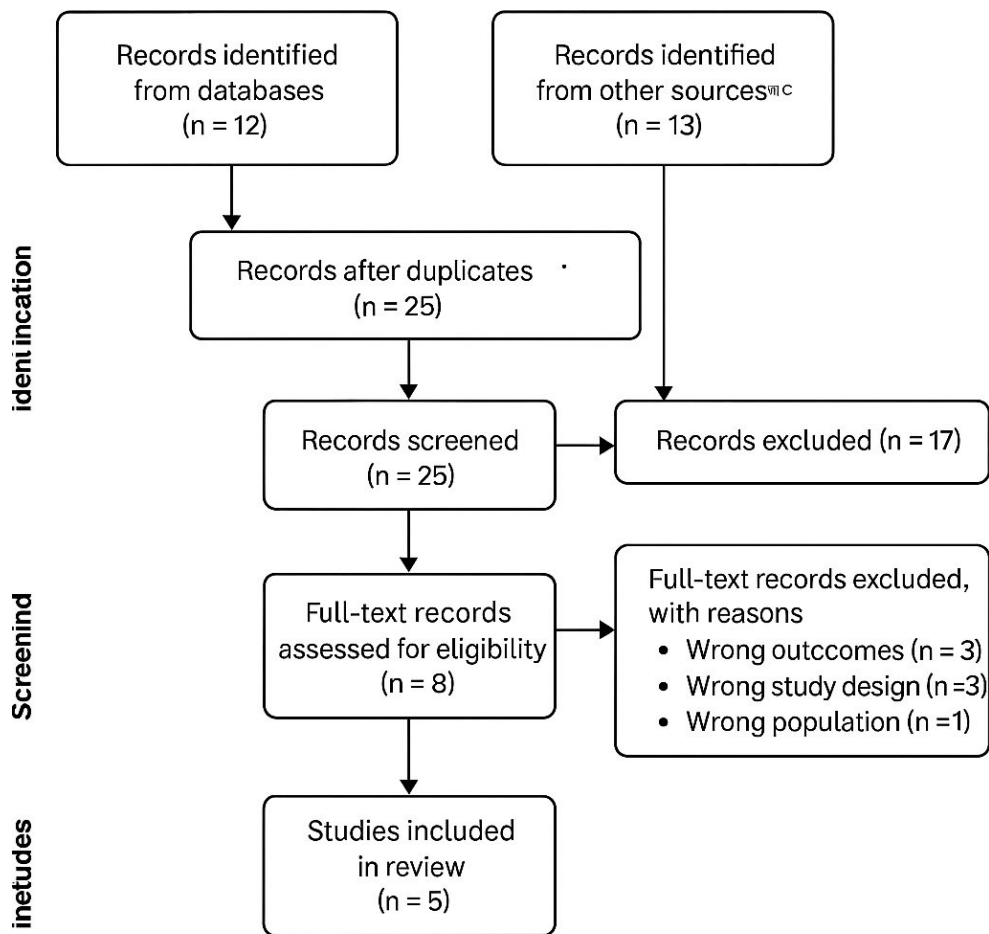 Records identified
from databases
(n = 12)
Records identified
from other sources
(n = 13)
ideni incation
Records after duplicates
(n = 25)
Records screened
(n = 25)
Records excluded (n = 17)
Screenind
Full-text records
assessed for eligibility
(n = 8)
Full-text records excluded,
with reasons
• Wrong outccomes (n = 3)
• Wrong study design (n =3)
• Wrong population (n =1)
inetudes
Studies included
in review
(n = 5)